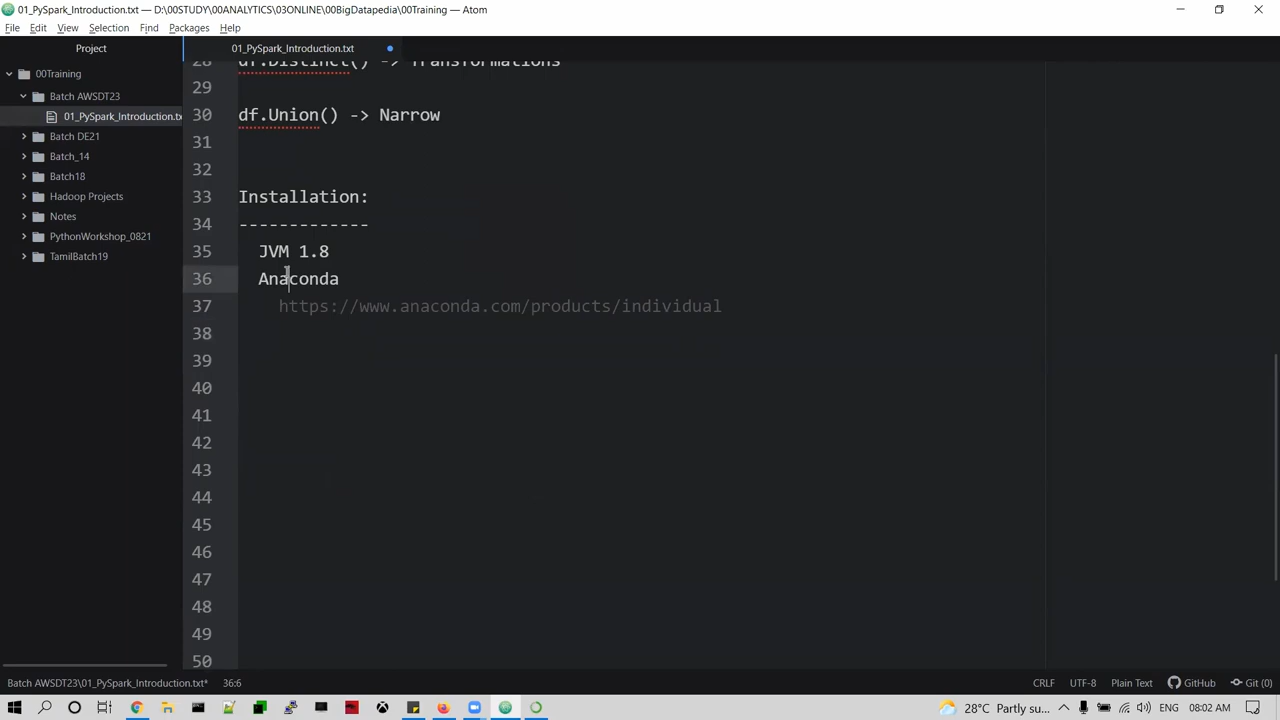 01_PySpark_Introduction.txt — D:\00STUDY\00ANALYTICS\03ONLINE\00BigDatapedia\00Training — Atom
File Edit View Selection Find Packages Help
Project
01_PySpark_Introduction.txt
00Training
Batch AWSDT23
01_PySpark_Introduction.tx
Batch DE21
Batch_14
Batch18
Hadoop Projects
Notes
PythonWorkshop_0821
TamilBatch19
28 df.Distinct() -> Transformations
29
30 df.Union() -> Narrow
31
32
33 Installation:
34 -------------
35 JVM 1.8
36 Anaconda
37 https://www.anaconda.com/products/individual
38
39
40
41
42
43
44
45
46
47
48
49
50
Batch AWSDT23\01_PySpark_Introduction.txt* 36:6 CRLF UTF-8 Plain Text GitHub Git (0)
28°C Partly su... ENG 08:02 AM